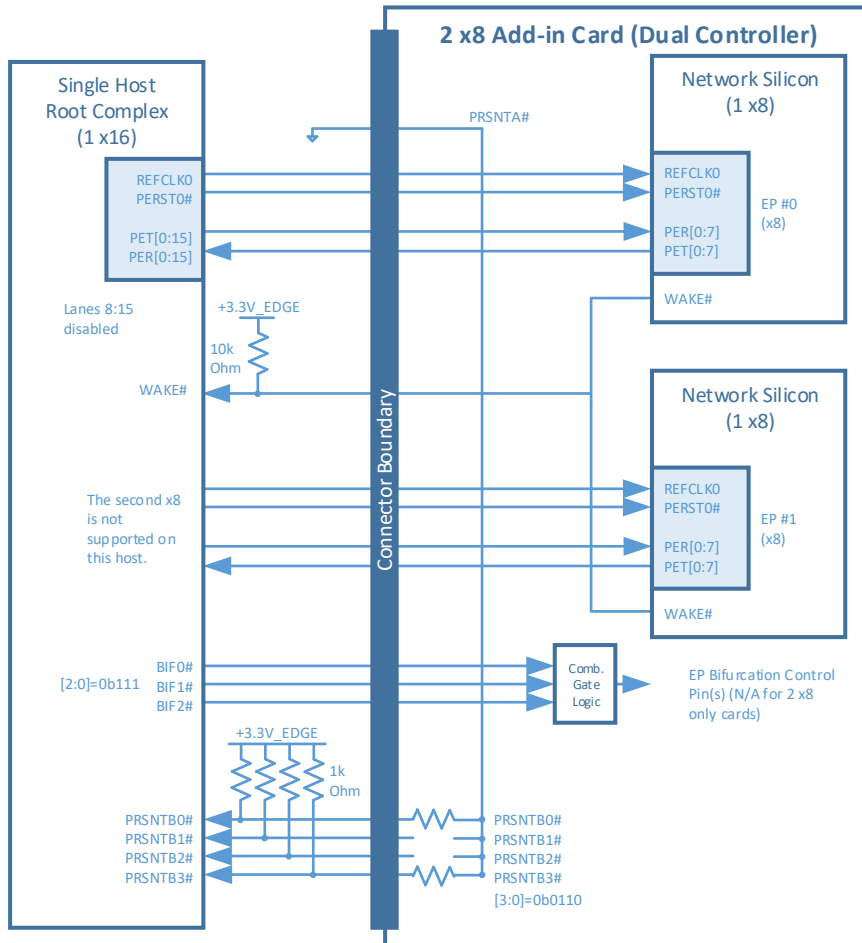 2 x8 Add-in Card (Dual Controller)
Single Host
Root Complex
(1 x16)
REFCLK0
PERST0#
PET[0:15]
PER[0:15]
Lanes 8:15
disabled
+3.3V_EDGE
10k
Ohm
WAKE#
The second x8
is not
supported on
this host.
BIF0#
[2:0]=0b111
BIF1#
BIF2#
+3.3V_EDGE
1k
Ohm
PRSNTB0#
PRSNTB1#
PRSNTB2#
PRSNTB3#
Connector Boundary
PRSNTA#
Network Silicon
(1 x8)
REFCLK0
PERST0#
EP #0
(x8)
PER[0:7]
PET[0:7]
WAKE#
Network Silicon
(1 x8)
REFCLK0
PERST0#
EP #1
(x8)
PER[0:7]
PET[0:7]
WAKE#
Comb.
Gate
Logic
EP Bifurcation Control
Pin(s) (N/A for 2 x8
only cards)
PRSNTB0#
PRSNTB1#
PRSNTB2#
PRSNTB3#
[3:0]=0b0110